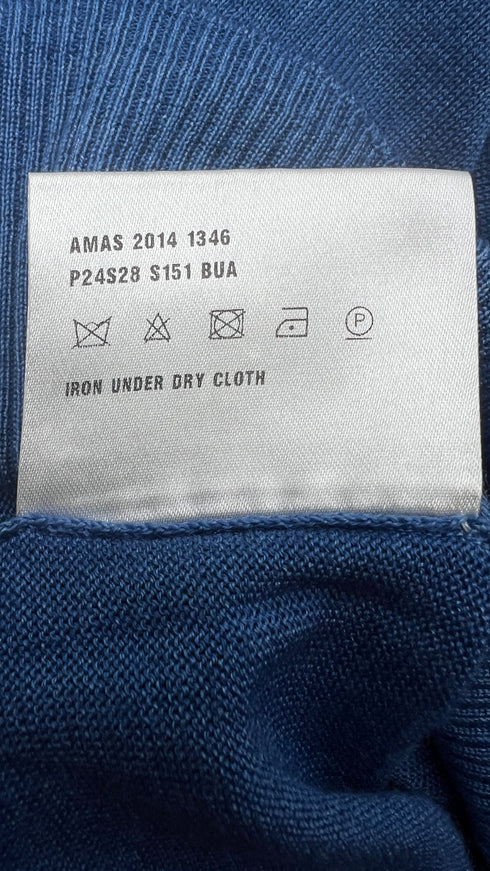 AMAS 2014 1346
P24S28 S151 BUA
P
IRON UNDER DRY CLOTH